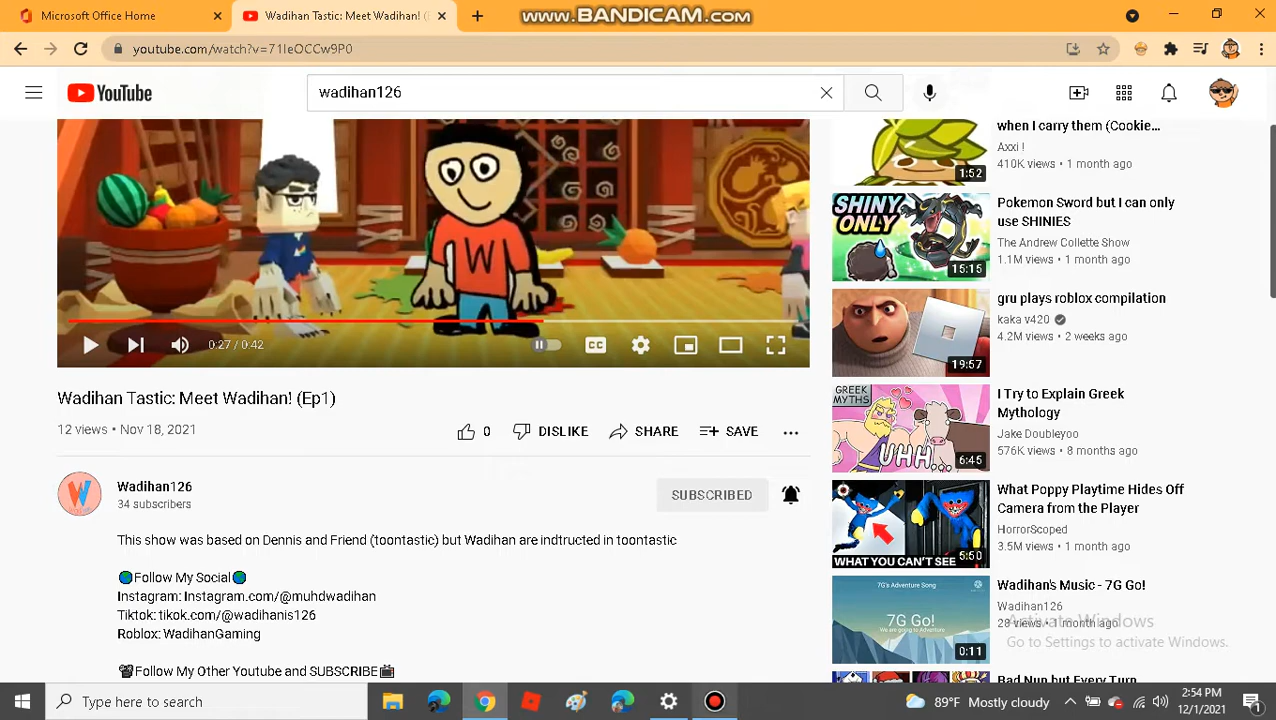 Microsoft Office Home
Wadihan Tastic: Meet Wadihan! (
WWW.BANDICAM.COM
youtube.com/watch?v=71IeOCCw9P0
YouTube
wadihan126
W
0:27 / 0:42
CC
Wadihan Tastic: Meet Wadihan! (Ep1)
12 views • Nov 18, 2021
0
DISLIKE
SHARE
SAVE
W
Wadihan126
34 subscribers
SUBSCRIBED
This show was based on Dennis and Friend (toontastic) but Wadihan are indtructed in toontastic
Follow My Social
Instagram: Instagram.com/@muhdwadihan
Tiktok: tikok.com/@wadihanis126
Roblox: WadihanGaming
Follow My Other Youtube and SUBSCRIBE
when I carry them (Cookie...
Axxi !
410K views • 1 month ago
1:52
SHINY
ONLY
15:15
Pokemon Sword but I can only
use SHINIES
The Andrew Collette Show
1.1M views • 1 month ago
19:57
gru plays roblox compilation
kaka v420
4.2M views • 2 weeks ago
GREEK
MYTHS
UHH...
6:45
I Try to Explain Greek
Mythology
Jake Doubleyoo
576K views • 8 months ago
WHAT YOU CAN'T SEE
5:50
What Poppy Playtime Hides Off
Camera from the Player
HorrorScoped
3.5M views • 1 month ago
7G's Adventure Song
7G Go!
We are going to Adventure
0:11
Wadihan's Music - 7G Go!
Wadihan126
28 views • 1 month ago
Activate Windows
Go to Settings to activate Windows.
Bad Nun but Every Turn
Type here to search
89°F Mostly cloudy
2:54 PM
12/1/2021
1